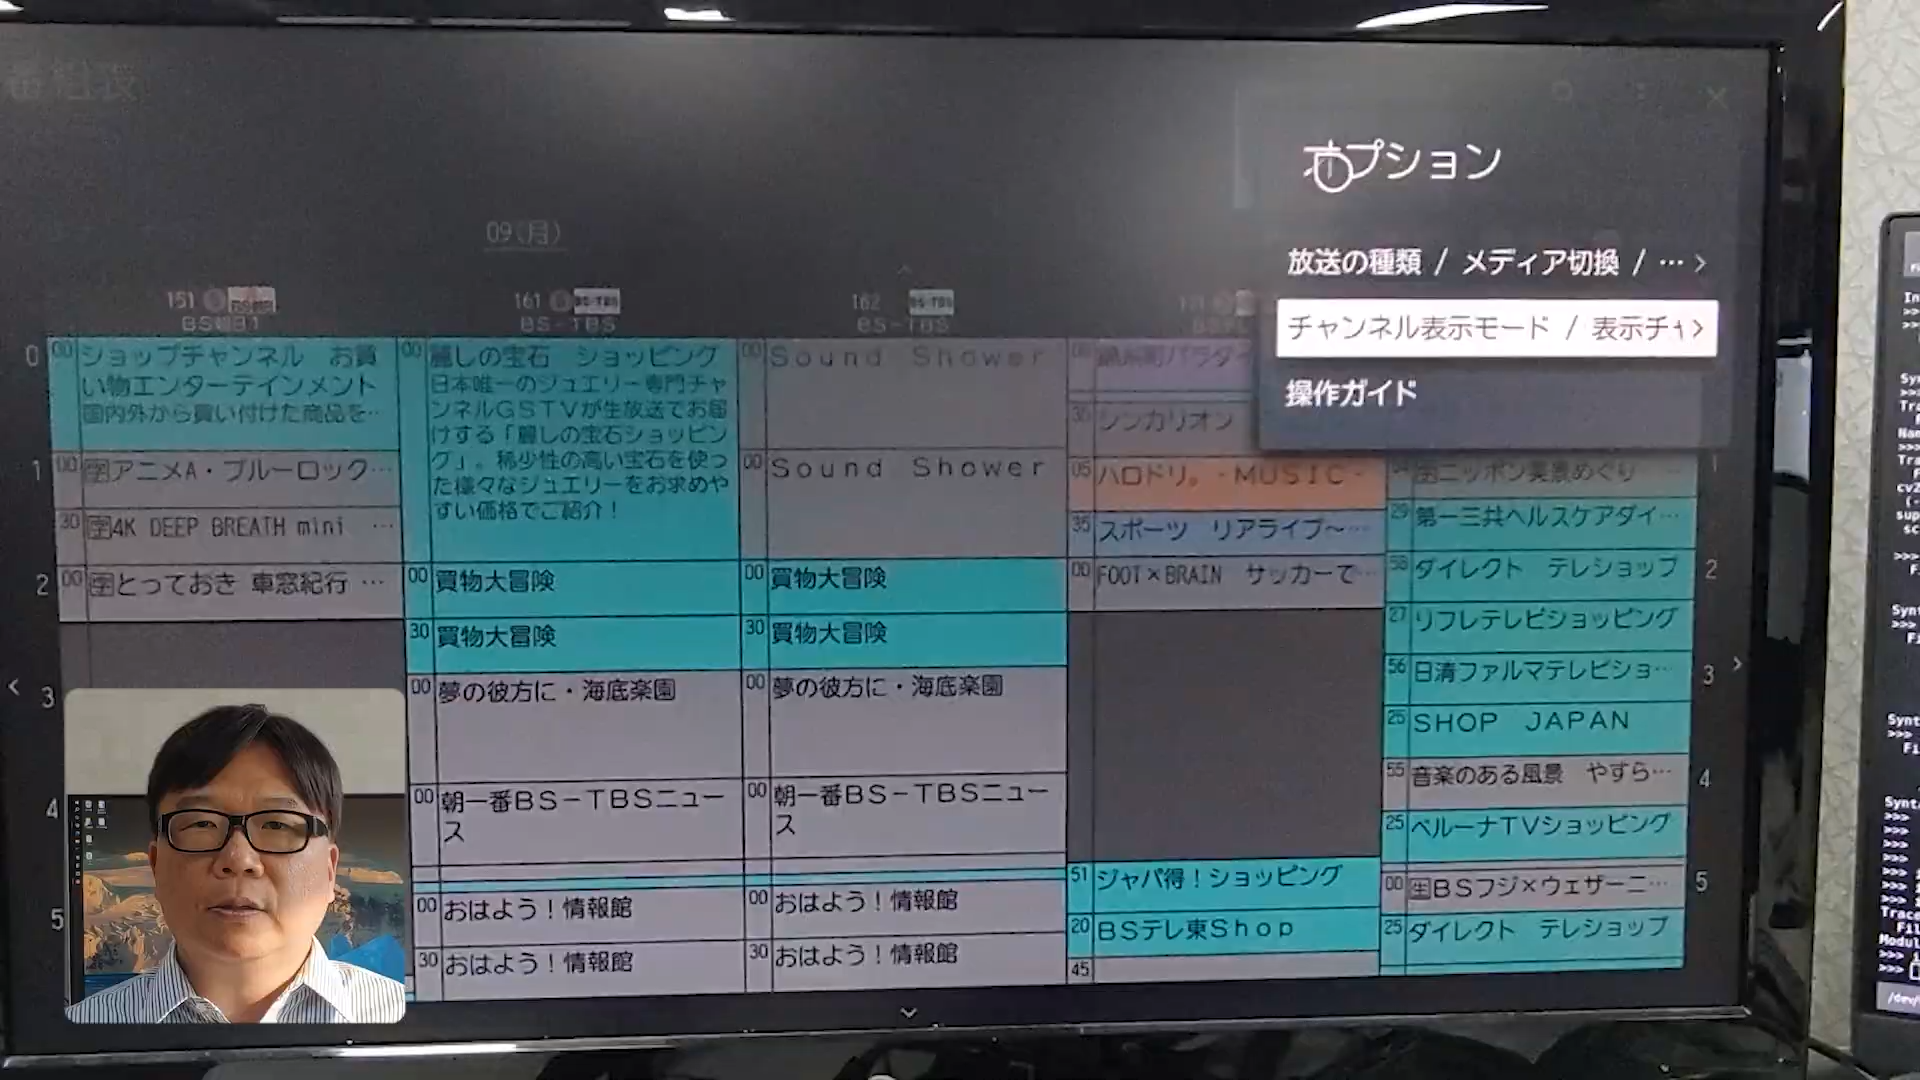 番組表
オプション
09(月)
放送の種類 / メディア切換 / … >
チャンネル表示モード / 表示チャ >
操作ガイド
151
BS朝日1
161 BS-TBS
BS-TBS
162 BS-TBS
BS-TBS
0
00 ショップチャンネル お買
い物エンターテインメント
国内外から買い付けた商品を…
1
00 字アニメA・ブルーロック…
30 字4K DEEP BREATH mini …
2
00 字とっておき 車窓紀行 …
3
4
5
00 麗しの宝石 ショッピング
日本唯一のジュエリー専門チャ
ンネルGSTVが生放送でお届
けする「麗しの宝石ショッピン
グ」。稀少性の高い宝石を使っ
た様々なジュエリーをお求めや
すい価格でご紹介！
00 買物大冒険
30 買物大冒険
00 夢の彼方に・海底楽園
00 朝一番BS-TBSニュー
ス
00 おはよう！情報館
30 おはよう！情報館
00 Sound Shower
00 Sound Shower
00 買物大冒険
30 買物大冒険
00 夢の彼方に・海底楽園
00 朝一番BS-TBSニュー
ス
00 おはよう！情報館
30 おはよう！情報館
シンカリオン
05 ハロドリ。-MUSIC-
35 スポーツ リアライブ～…
00 FOOT×BRAIN サッカーで…
51 ジャパ得！ショッピング
20 BSテレ東Shop
45
ニッポン美景めぐり
29 第一三共ヘルスケアダイ…
58 ダイレクト テレショップ
27 リフレテレビショッピング
56 日清ファルマテレビショ…
25 SHOP JAPAN
55 音楽のある風景 やすら…
25 ベルーナTVショッピング
00 生BSフジ×ウェザーニ…
25 ダイレクト テレショップ
1
2
3
4
5